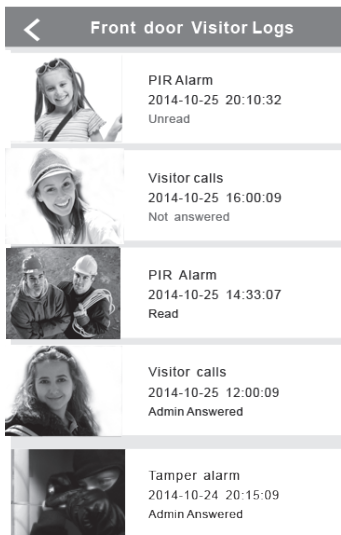 Front door Visitor Logs
PIR Alarm
2014-10-25 20:10:32
Unread
Visitor calls
2014-10-25 16:00:09
Not answered
PIR Alarm
2014-10-25 14:33:07
Read
Visitor calls
2014-10-25 12:00:09
Admin Answered
Tamper alarm
2014-10-24 20:15:09
Admin Answered